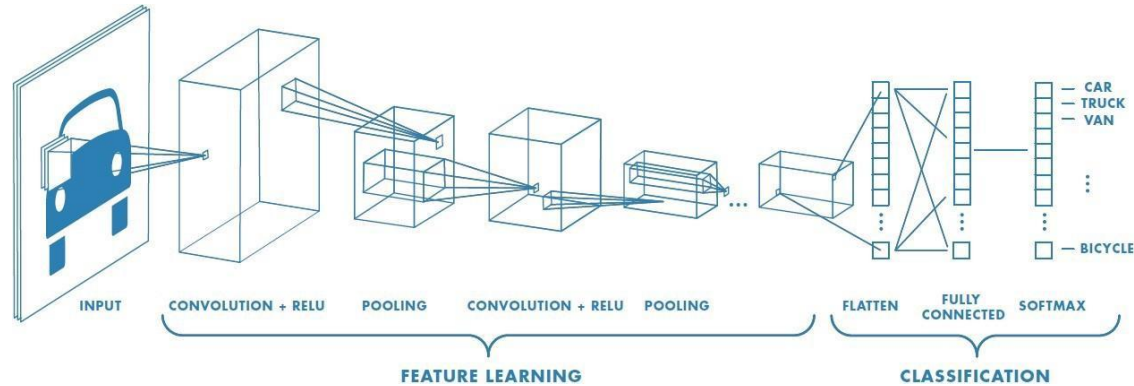 CAR
TRUCK
VAN
BICYCLE
INPUT
CONVOLUTION + RELU
POOLING
CONVOLUTION + RELU
POOLING
FLATTEN
FULLY
CONNECTED
SOFTMAX
FEATURE LEARNING
CLASSIFICATION